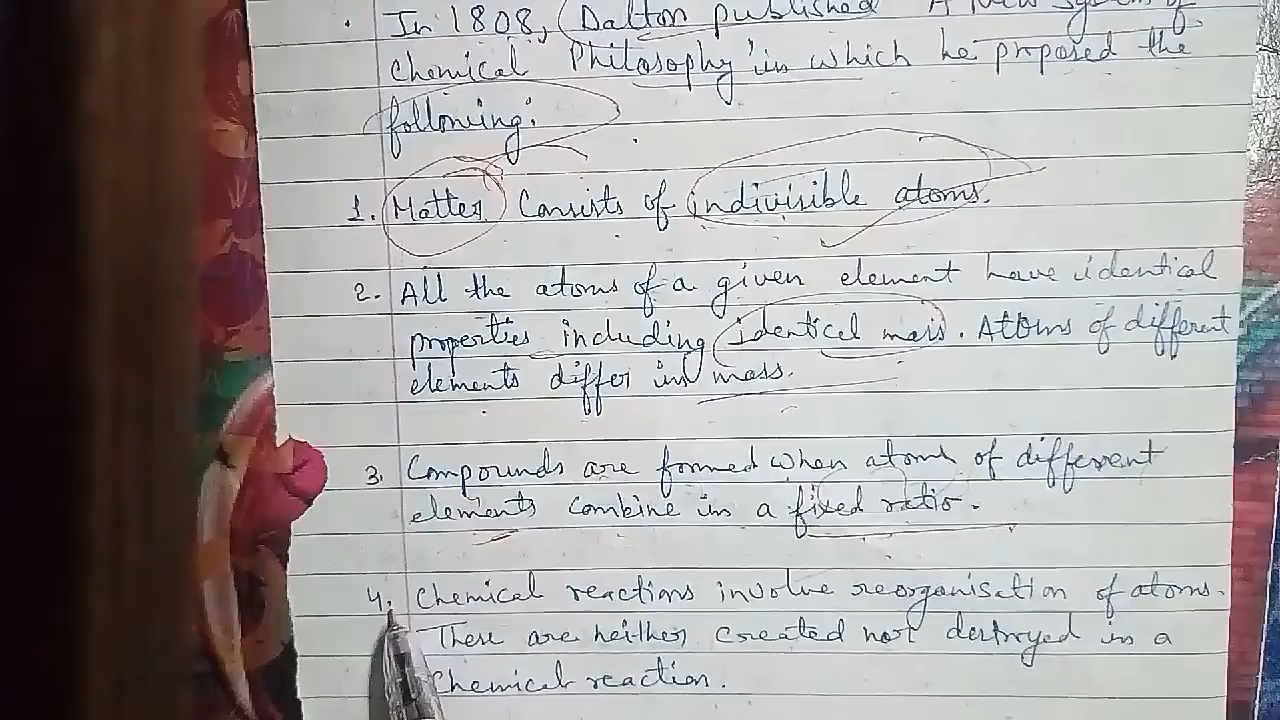 . In 1808, Dalton published 'A New System of
Chemical Philosophy' in which he proposed the
following:
1. Matter Consists of indivisible atoms.
2. All the atoms of a given element have identical
properties including identical mass. Atoms of different
elements differ in mass.
3. Compounds are formed when atoms of different
elements combine in a fixed ratio.
4. Chemical reactions involve reorganisation of atoms.
These are neither created nor destroyed in a
Chemical reaction.